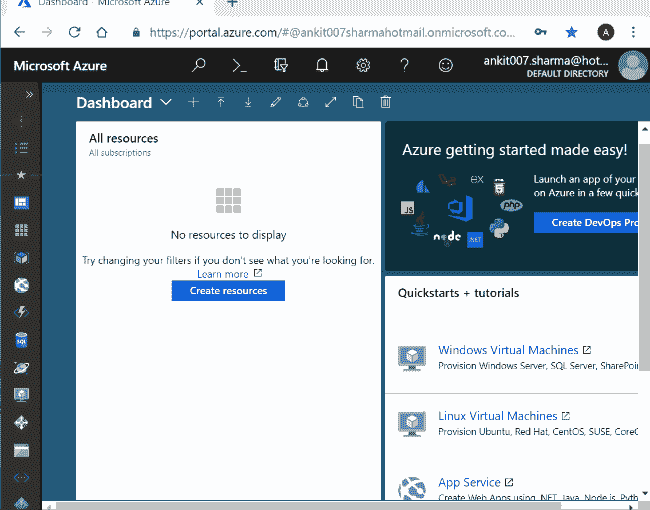 Dashboard - Microsoft Azure
https://portal.azure.com/#@ankit007sharmahotmail.onmicrosoft.co...
A
Microsoft Azure
ankit007.sharma@hot...
DEFAULT DIRECTORY
Dashboard
All resources
All subscriptions
No resources to display
Try changing your filters if you don't see what you're looking for.
Learn more
Create resources
Azure getting started made easy!
Launch an app of your
on Azure in a few quick
Create DevOps Pro
JS
EX
php
node
.NET
SQL
Quickstarts + tutorials
Windows Virtual Machines
Provision Windows Server, SQL Server, SharePoin
Linux Virtual Machines
Provision Ubuntu, Red Hat, CentOS, SUSE, CoreO
App Service
Create Web Apps using .NET, Java, Node.js, Pyth